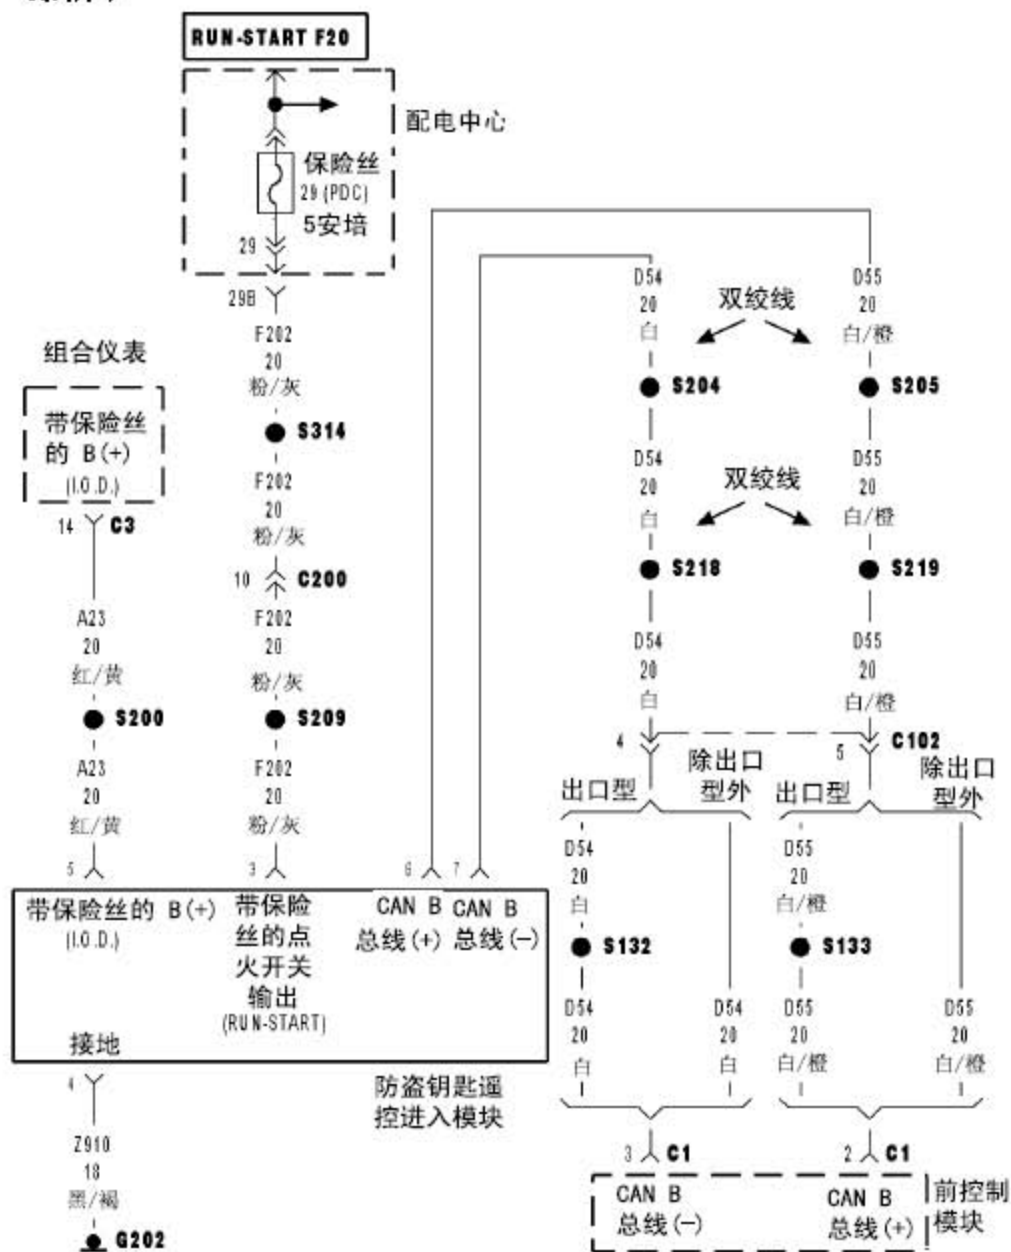 RUN-START F20
配电中心
保险丝
29 (PDC)
5安培
29
29B
F202
20
粉/灰
S314
F202
20
粉/灰
10
C200
F202
20
粉/灰
S209
F202
20
粉/灰
3
组合仪表
带保险丝
的 B(+)
(I.O.D.)
14
C3
A23
20
红/黄
S200
A23
20
红/黄
5
6
7
D54
20
白
双绞线
D55
20
白/橙
S204
S205
D54
20
白
双绞线
D55
20
白/橙
S218
S219
D54
20
白
D55
20
白/橙
4
5
C102
出口型
除出口
型外
出口型
除出口
型外
D54
20
白
D55
20
白/橙
S132
S133
D54
20
白
D54
20
白
D55
20
白/橙
D55
20
白/橙
3
C1
2
C1
CAN B
总线(-)
CAN B
总线(+)
前控制
模块
带保险丝的 B(+)
(I.O.D.)
带保险
丝的点
火开关
输出
(RUN-START)
CAN B
总线(+)
CAN B
总线(-)
接地
4
防盗钥匙遥
控进入模块
Z910
18
黑/褐
G202